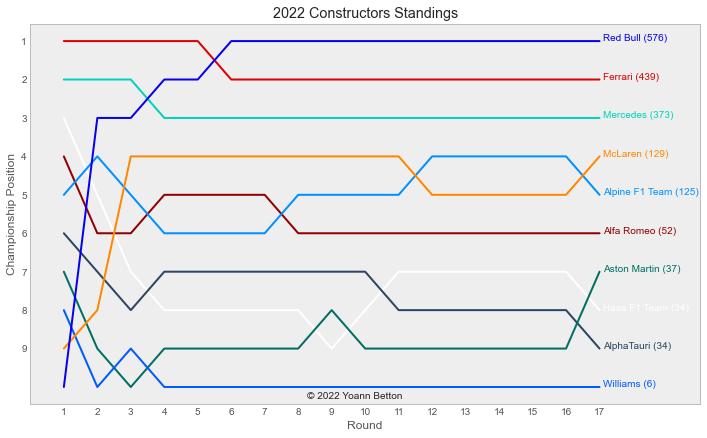 2022 Constructors Standings
Championship Position
1
2
3
4
5
6
7
8
9
Red Bull (576)
Ferrari (439)
Mercedes (373)
McLaren (129)
Alpine F1 Team (125)
Alfa Romeo (52)
Aston Martin (37)
Haas F1 Team (34)
AlphaTauri (34)
Williams (6)
© 2022 Yoann Betton
1 2 3 4 5 6 7 8 9 10 11 12 13 14 15 16 17
Round